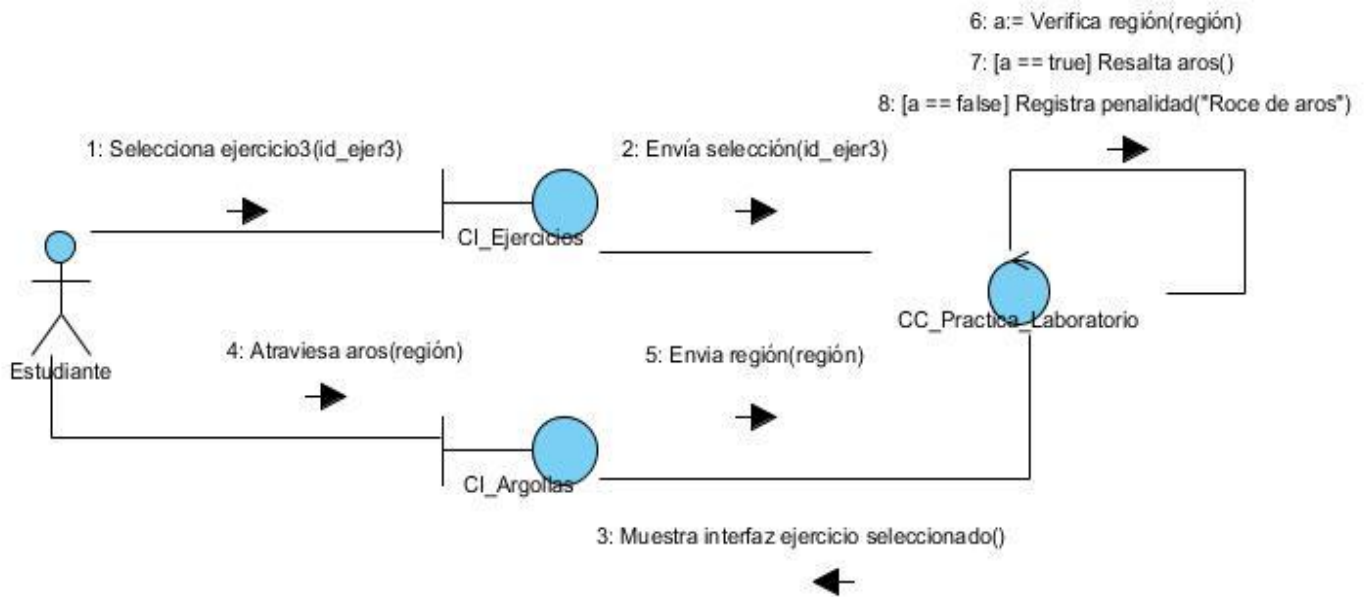 6: a:= Verifica región(región)
7: [a == true] Resalta aros()
8: [a == false] Registra penalidad("Roce de aros")
1: Selecciona ejercicio3(id_ejer3)
2: Envía selección(id_ejer3)
CI_Ejercicios
CC_Practica_Laboratorio
Estudiante
4: Atraviesa aros(región)
5: Envia región(región)
CI_Argollas
3: Muestra interfaz ejercicio seleccionado()